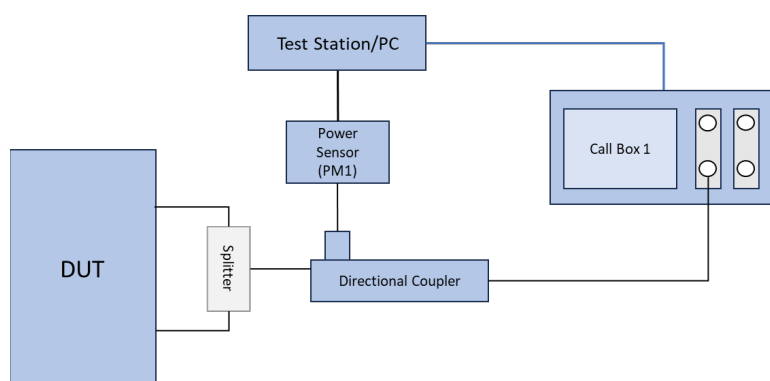 Test Station/PC
Power
Sensor
(PM1)
Call Box 1
DUT
Splitter
Directional Coupler